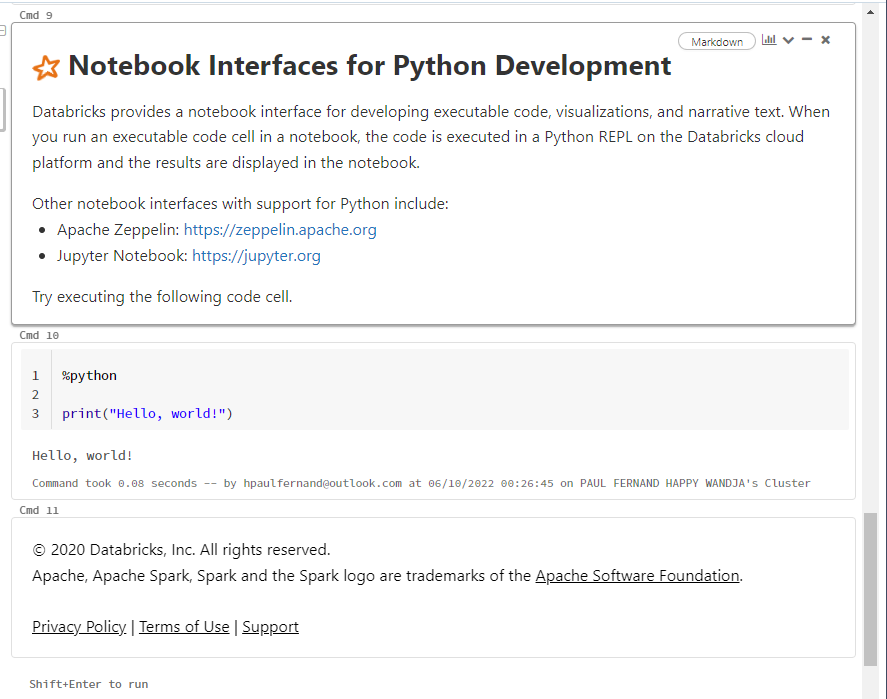 Cmd 9
Markdown
Notebook Interfaces for Python Development
Databricks provides a notebook interface for developing executable code, visualizations, and narrative text. When
you run an executable code cell in a notebook, the code is executed in a Python REPL on the Databricks cloud
platform and the results are displayed in the notebook.
Other notebook interfaces with support for Python include:
• Apache Zeppelin: https://zeppelin.apache.org
• Jupyter Notebook: https://jupyter.org
Try executing the following code cell.
Cmd 10
1 %python
2
3 print("Hello, world!")
Hello, world!
Command took 0.08 seconds -- by hpaulfernand@outlook.com at 06/10/2022 00:26:45 on PAUL FERNAND HAPPY WANDJA's Cluster
Cmd 11
© 2020 Databricks, Inc. All rights reserved.
Apache, Apache Spark, Spark and the Spark logo are trademarks of the Apache Software Foundation.
Privacy Policy | Terms of Use | Support
Shift+Enter to run